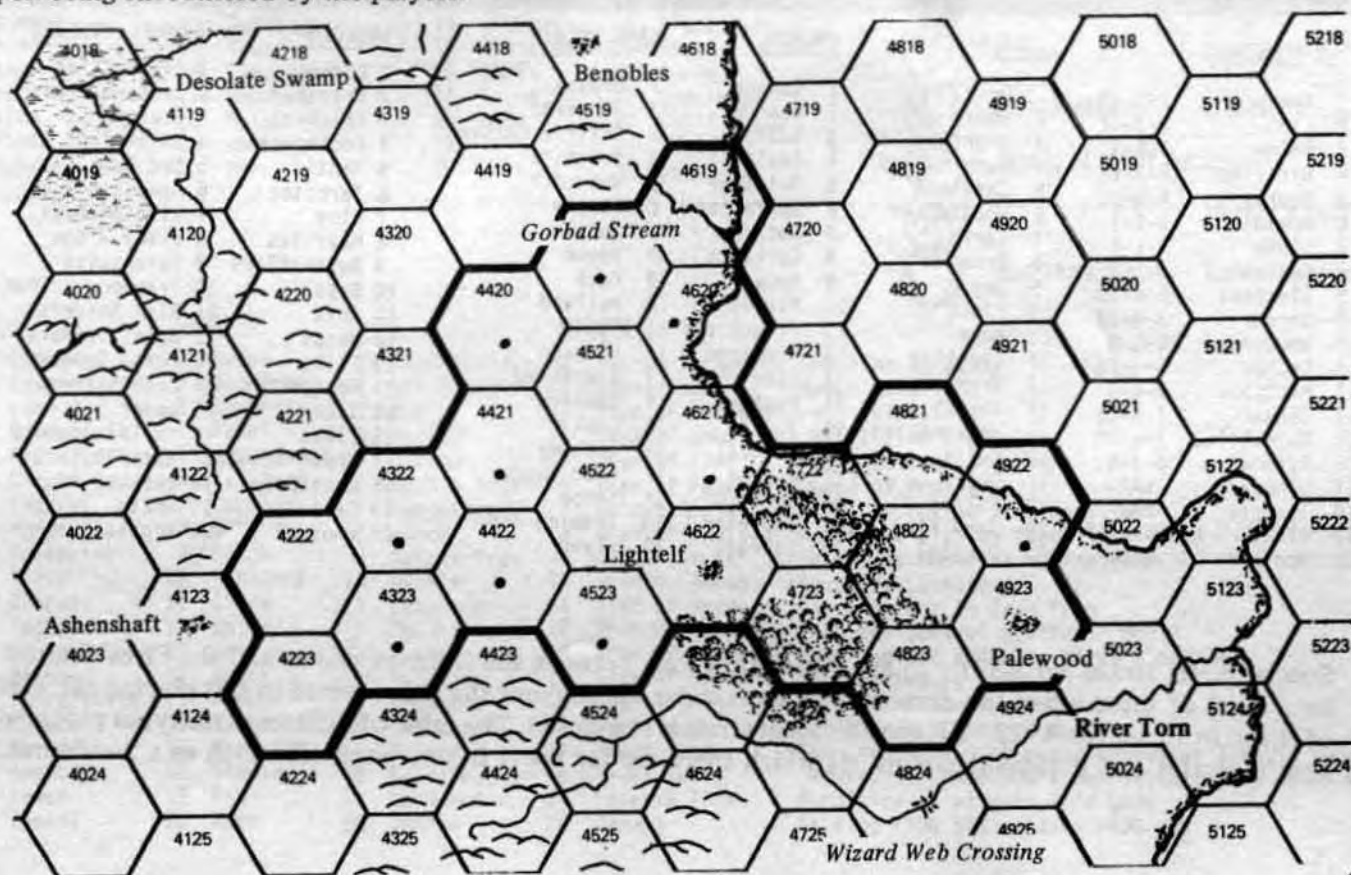 4018 4218 4418 4618 4818 5018 5218
Desolate Swamp Benobles
4119 4319 4519 4719 4919 5119
4019 4219 4419 4619 4819 5019 5219
4120 4320 Gorbad Stream 4720 4920 5120
4020 4220 4420 4620 4820 5020 5220
4121 4321 4521 4721 4921 5121
4021 4221 4421 4621 4821 5021 5221
4122 4322 4522 4722 4922 5122
4022 4222 4422 4622 4822 5022 5222
Lightelf
4123 4323 4523 4723 4923 5123
Ashenshaft
4023 4223 4423 4823 5023 5223
Palewood
4124 4324 4524 4924 5124
River Torn
4024 4224 4424 4624 4824 5024 5224
4125 4325 4525 4725 4925 5125
Wizard Web Crossing